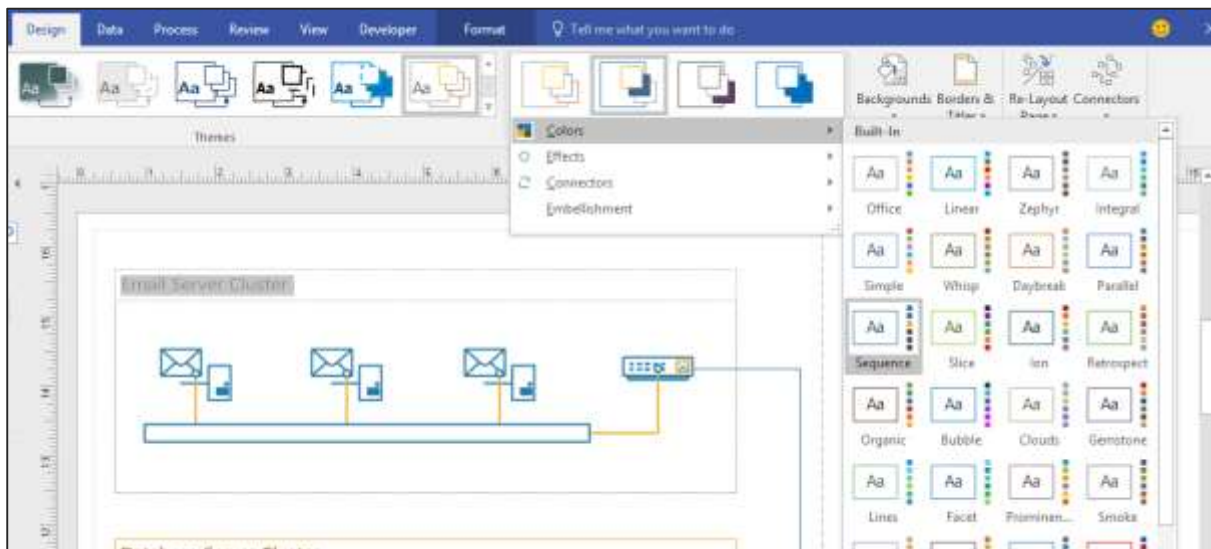 Design Data Process Review View Developer Format Tell me what you want to do
Aa Aa Aa Aa Aa Aa
Backgrounds Borders & Re-Layout Connectors
Titles Page
Themes
Colors
Effects
Connectors
Embellishment
Built-In
Aa Aa Aa Aa
Office Linear Zephyr Integral
Aa Aa Aa Aa
Simple Whisp Daybreak Parallel
Aa Aa Aa Aa
Sequence Slice Ion Retrospect
Aa Aa Aa Aa
Organic Bubble Clouds Gemstone
Aa Aa Aa Aa
Lines Facet Prominen... Smoke
Email Server Cluster